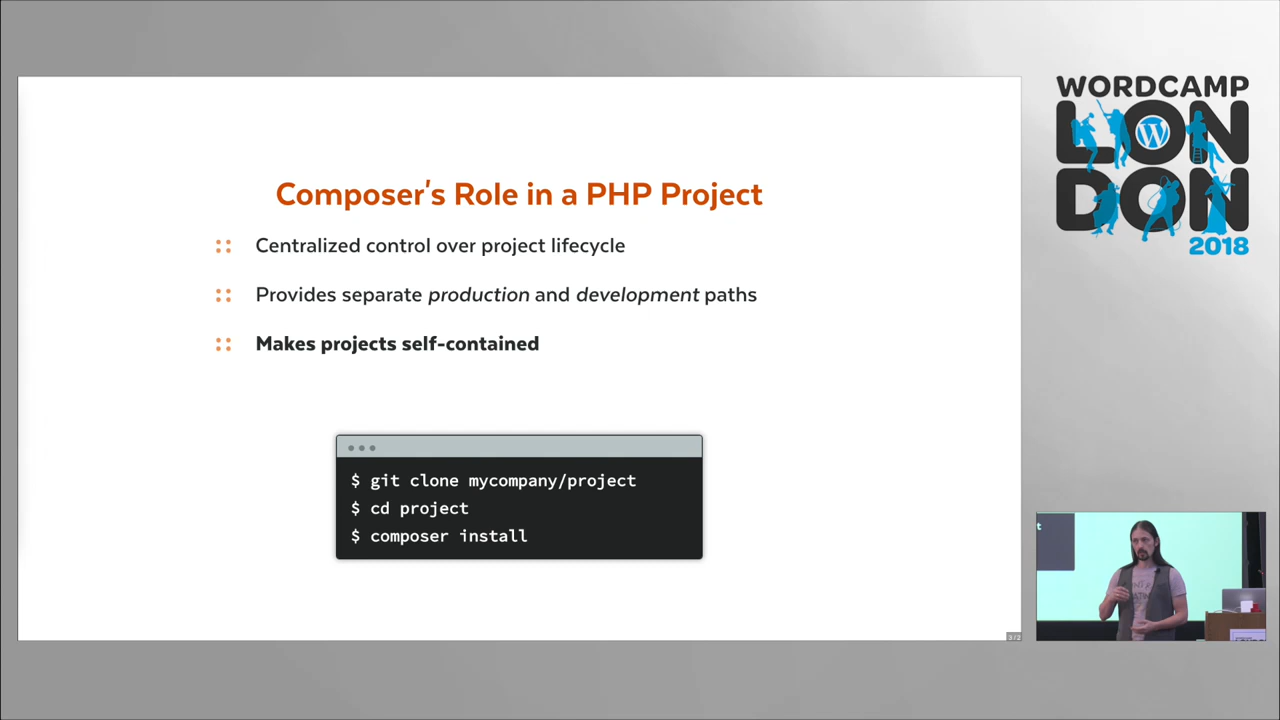 Composer's Role in a PHP Project
Centralized control over project lifecycle
Provides separate production and development paths
Makes projects self-contained
$ git clone mycompany/project
$ cd project
$ composer install
WORDCAMP
LON
DON
2018